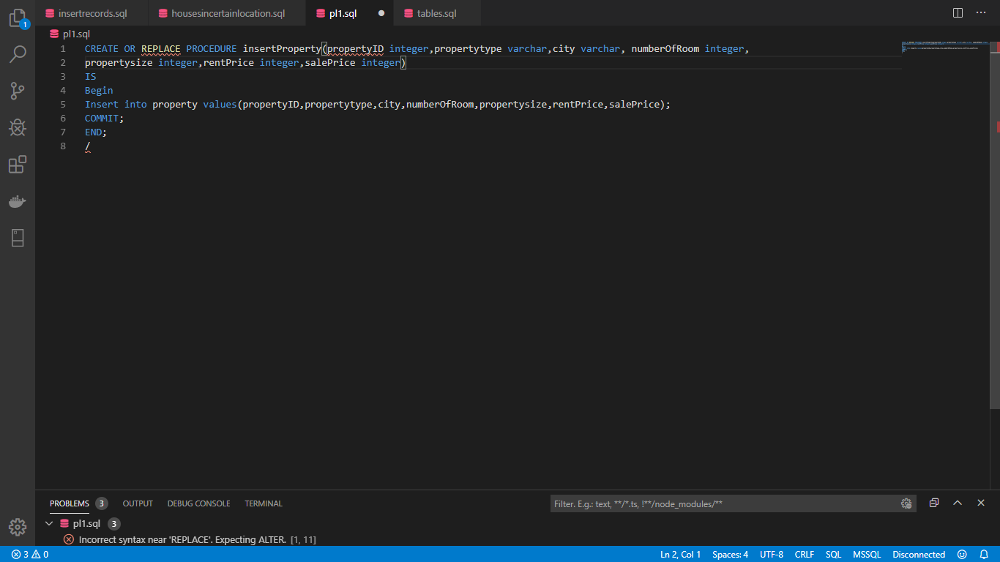 1
insertrecords.sql
housesincertainlocation.sql
pl1.sql
tables.sql
pl1.sql
1 CREATE OR REPLACE PROCEDURE insertProperty(propertyID integer,propertytype varchar,city varchar, numberOfRoom integer,
2 propertysize integer,rentPrice integer,salePrice integer)
3 IS
4 Begin
5 Insert into property values(propertyID,propertytype,city,numberOfRoom,propertysize,rentPrice,salePrice);
6 COMMIT;
7 END;
8 /
PROBLEMS 3 OUTPUT DEBUG CONSOLE TERMINAL Filter. E.g.: text, **/*.ts, !**/node_modules/**
pl1.sql 3
Incorrect syntax near 'REPLACE'. Expecting ALTER. [1, 11]
3 0 Ln 2, Col 1 Spaces: 4 UTF-8 CRLF SQL MSSQL Disconnected